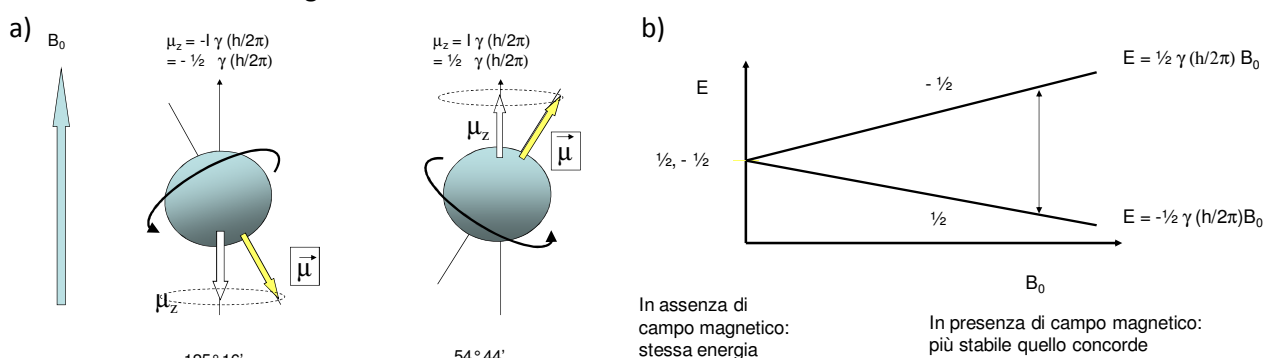 a)
B₀
μz = -I γ (h/2π)
= - ½ γ (h/2π)
μz = I γ (h/2π)
= ½ γ (h/2π)
μz
μ
μz
μ
54°44'
b)
E
½, - ½
- ½
½
E = ½ γ (h/2π) B₀
E = -½ γ (h/2π)B₀
B₀
In assenza di
campo magnetico:
stessa energia
In presenza di campo magnetico:
più stabile quello concorde